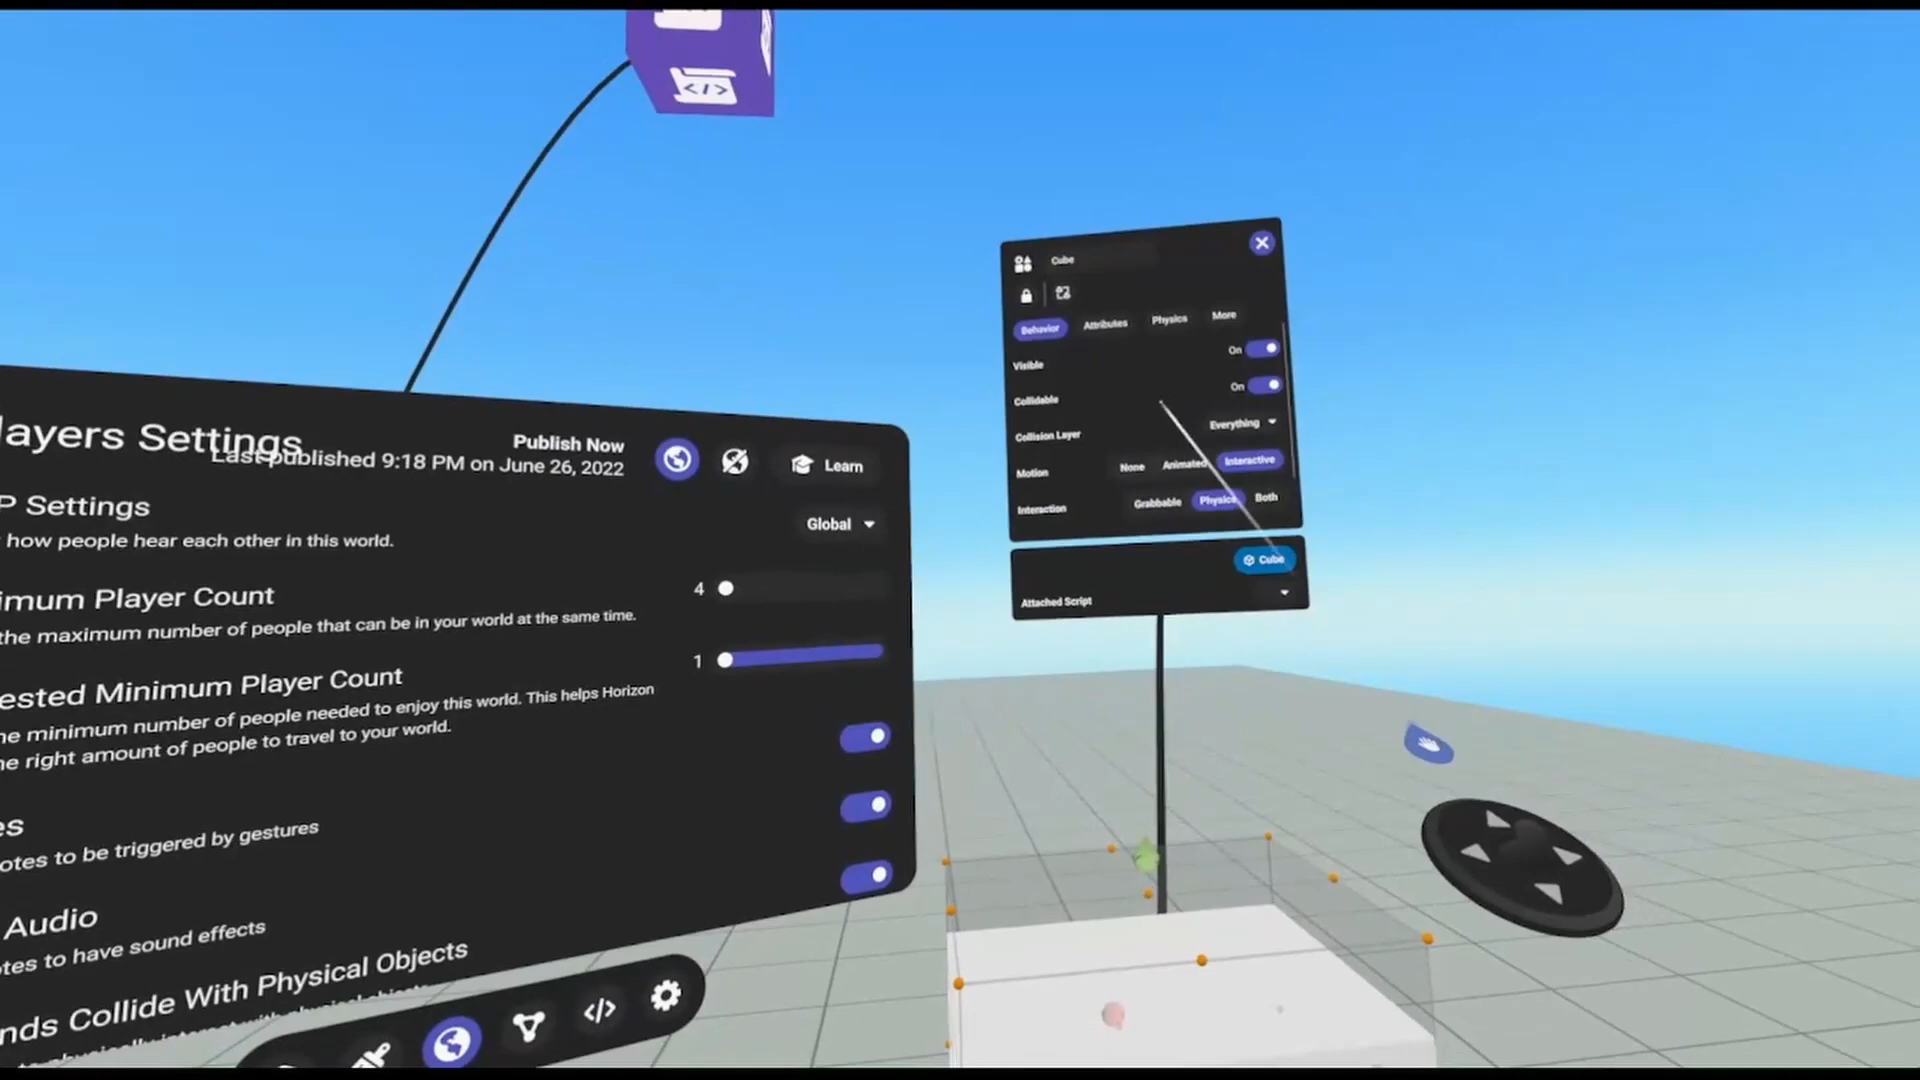 layers Settings
Publish Now
Last published 9:18 PM on June 26, 2022
Learn
P Settings
how people hear each other in this world.
Global
imum Player Count
the maximum number of people that can be in your world at the same time.
4
ested Minimum Player Count
he minimum number of people needed to enjoy this world. This helps Horizon
he right amount of people to travel to your world.
1
es
otes to be triggered by gestures
Audio
tes to have sound effects
nds Collide With Physical Objects
</>
</>
Cube
Behavior Attributes Physics More
Visible On
Collidable On
Collision Layer Everything
Motion None Animated Interactive
Interaction Grabbable Physics Both
Cube
Attached Script